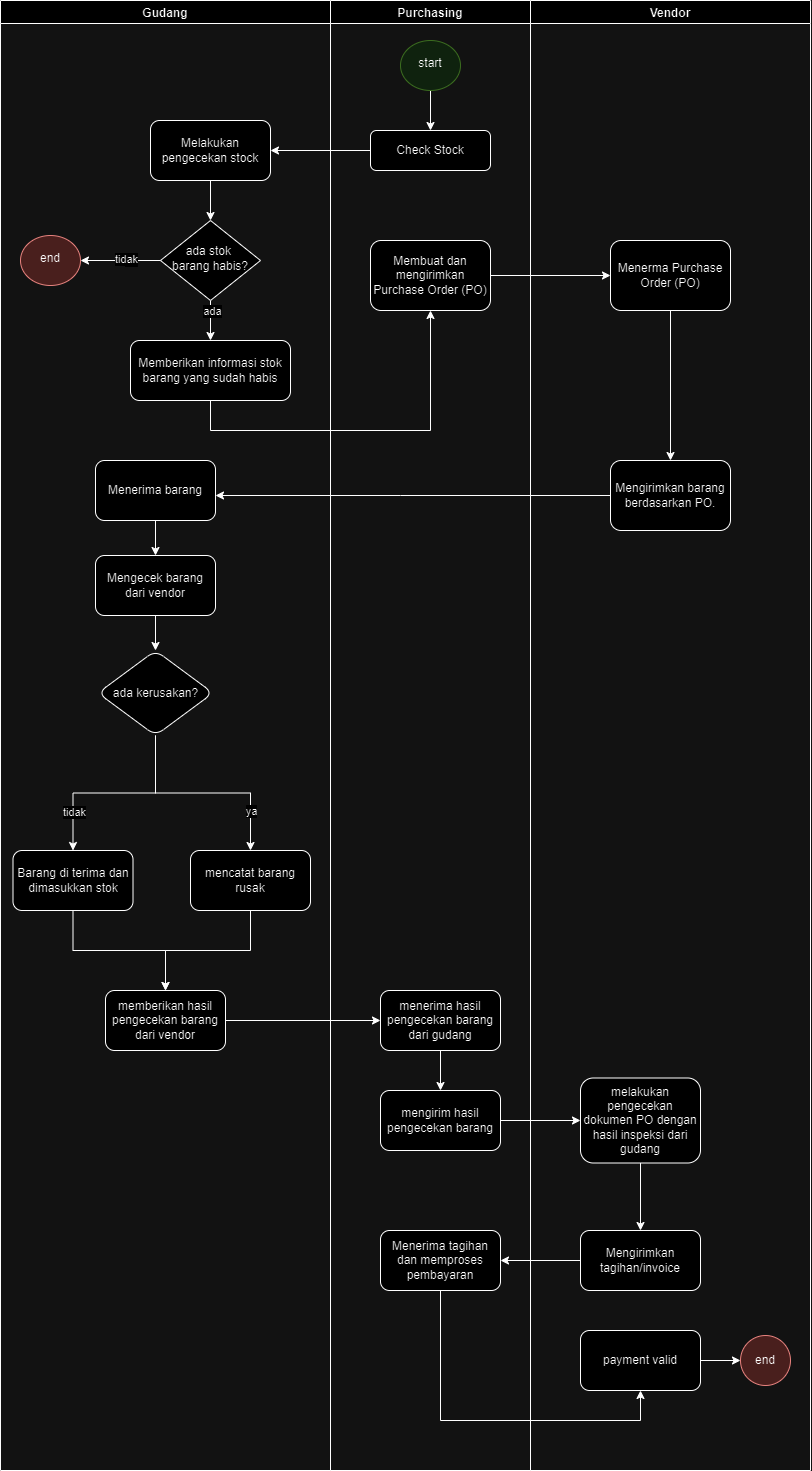 Gudang
Purchasing
Vendor
start
Check Stock
Melakukan
pengecekan stock
ada stok
barang habis?
tidak
end
ada
Memberikan informasi stok
barang yang sudah habis
Membuat dan
mengirimkan
Purchase Order (PO)
Menerma Purchase
Order (PO)
Mengirimkan barang
berdasarkan PO.
Menerima barang
Mengecek barang
dari vendor
ada kerusakan?
tidak
ya
Barang di terima dan
dimasukkan stok
mencatat barang
rusak
memberikan hasil
pengecekan barang
dari vendor
menerima hasil
pengecekan barang
dari gudang
mengirim hasil
pengecekan barang
melakukan
pengecekan
dokumen PO dengan
hasil inspeksi dari
gudang
Mengirimkan
tagihan/invoice
Menerima tagihan
dan memproses
pembayaran
payment valid
end